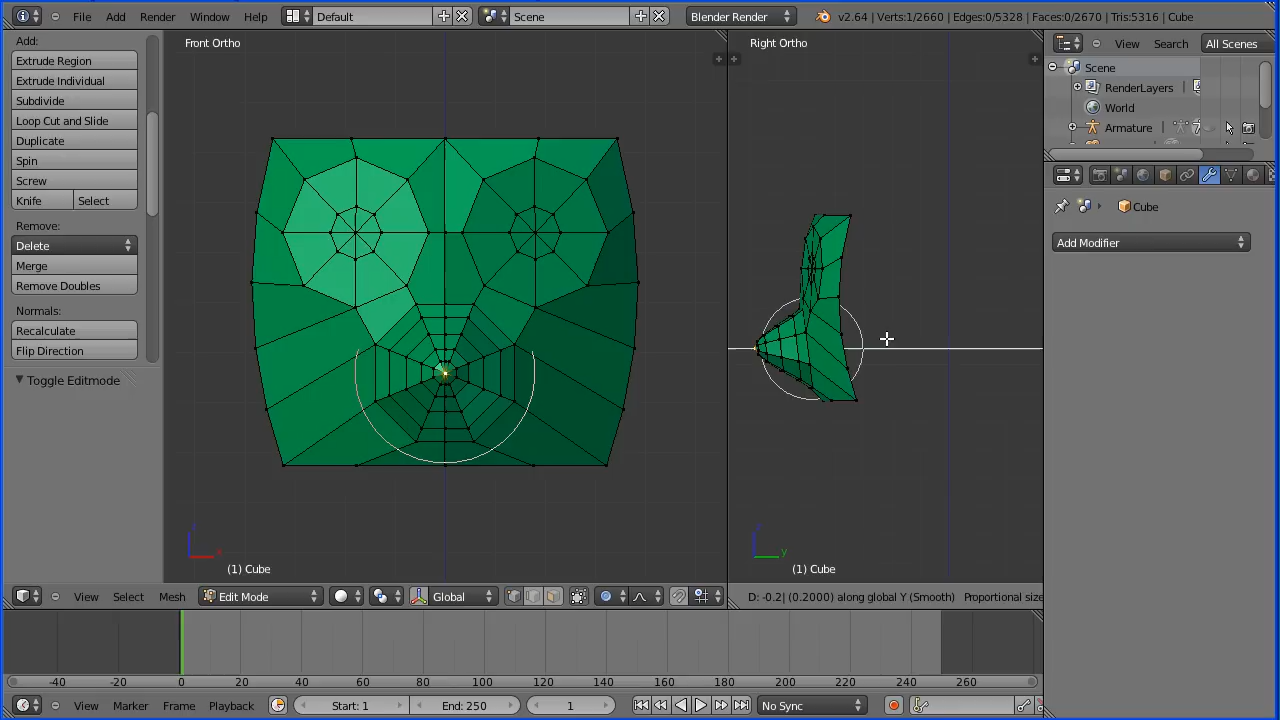 File Add Render Window Help Default Scene Blender Render v2.64 | Verts:1/2660 | Edges:0/5328 | Faces:0/2670 | Tris:5316 | Cube
Add:
Extrude Region
Extrude Individual
Subdivide
Loop Cut and Slide
Duplicate
Spin
Screw
Knife Select
Remove:
Delete
Merge
Remove Doubles
Normals:
Recalculate
Flip Direction
Toggle Editmode
Front Ortho
(1) Cube
Right Ortho
y
(1) Cube
View Search All Scenes
Scene
RenderLayers
World
Armature
Cube
Add Modifier
View Select Mesh Edit Mode Global
D: -0.2| (0.2000) along global Y (Smooth) Proportional size
-40 -20 0 20 40 60 80 100 120 140 160 180 200 220 240 260
View Marker Frame Playback Start: 1 End: 250 1 No Sync